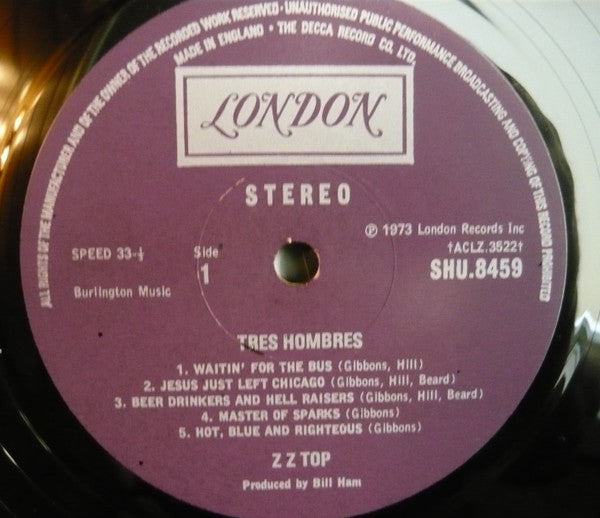 ALL RIGHTS OF THE MANUFACTURER AND OF THE OWNER OF THE RECORDED WORK RESERVED · UNAUTHORISED PUBLIC PERFORMANCE BROADCASTING AND COPYING OF THIS RECORD PROHIBITED
MADE IN ENGLAND · THE DECCA RECORD CO. LTD.
LONDON
STEREO
℗ 1973 London Records Inc
SPEED 33-⅓
Side
†ACLZ.3522†
1
SHU.8459
Burlington Music
TRES HOMBRES
1. WAITIN' FOR THE BUS (Gibbons, Hill)
2. JESUS JUST LEFT CHICAGO (Gibbons, Hill, Beard)
3. BEER DRINKERS AND HELL RAISERS (Gibbons, Hill, Beard)
4. MASTER OF SPARKS (Gibbons)
5. HOT, BLUE AND RIGHTEOUS (Gibbons)
Z Z TOP
Produced by Bill Ham